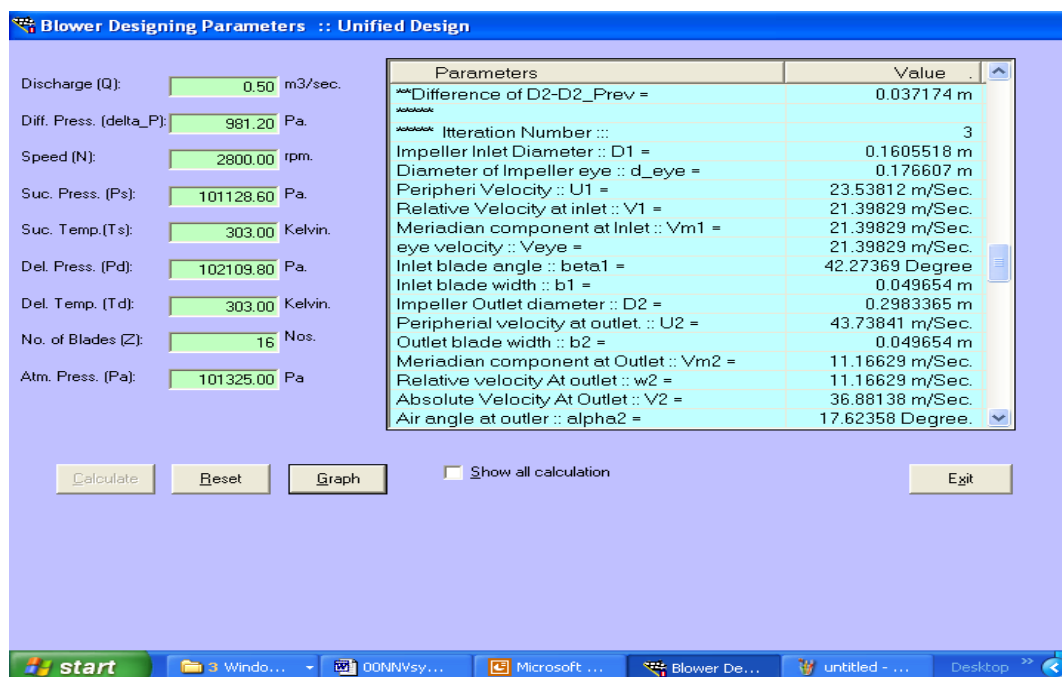 Blower Designing Parameters :: Unified Design
Discharge (Q): 0.50 m3/sec.
Diff. Press. (delta_P): 981.20 Pa.
Speed (N): 2800.00 rpm.
Suc. Press. (Ps): 101128.60 Pa.
Suc. Temp.(Ts): 303.00 Kelvin.
Del. Press. (Pd): 102109.80 Pa.
Del. Temp. (Td): 303.00 Kelvin.
No. of Blades (Z): 16 Nos.
Atm. Press. (Pa): 101325.00 Pa
Parameters Value .
**Difference of D2-D2_Prev = 0.037174 m
******
****** Itteration Number ::: 3
Impeller Inlet Diameter :: D1 = 0.1605518 m
Diameter of Impeller eye :: d_eye = 0.176607 m
Peripheri Velocity :: U1 = 23.53812 m/Sec.
Relative Velocity at inlet :: V1 = 21.39829 m/Sec.
Meriadian component at Inlet :: Vm1 = 21.39829 m/Sec.
eye velocity :: Veye = 21.39829 m/Sec.
Inlet blade angle :: beta1 = 42.27369 Degree
Inlet blade width :: b1 = 0.049654 m
Impeller Outlet diameter :: D2 = 0.2983365 m
Peripherial velocity at outlet. :: U2 = 43.73841 m/Sec.
Outlet blade width :: b2 = 0.049654 m
Meriadian component at Outlet :: Vm2 = 11.16629 m/Sec.
Relative velocity At outlet :: w2 = 11.16629 m/Sec.
Absolute Velocity At Outlet :: V2 = 36.88138 m/Sec.
Air angle at outler :: alpha2 = 17.62358 Degree.
Calculate Reset Graph Show all calculation Exit
start 3 Windo... 00NNVsy... Microsoft ... Blower De... untitled - ... Desktop »